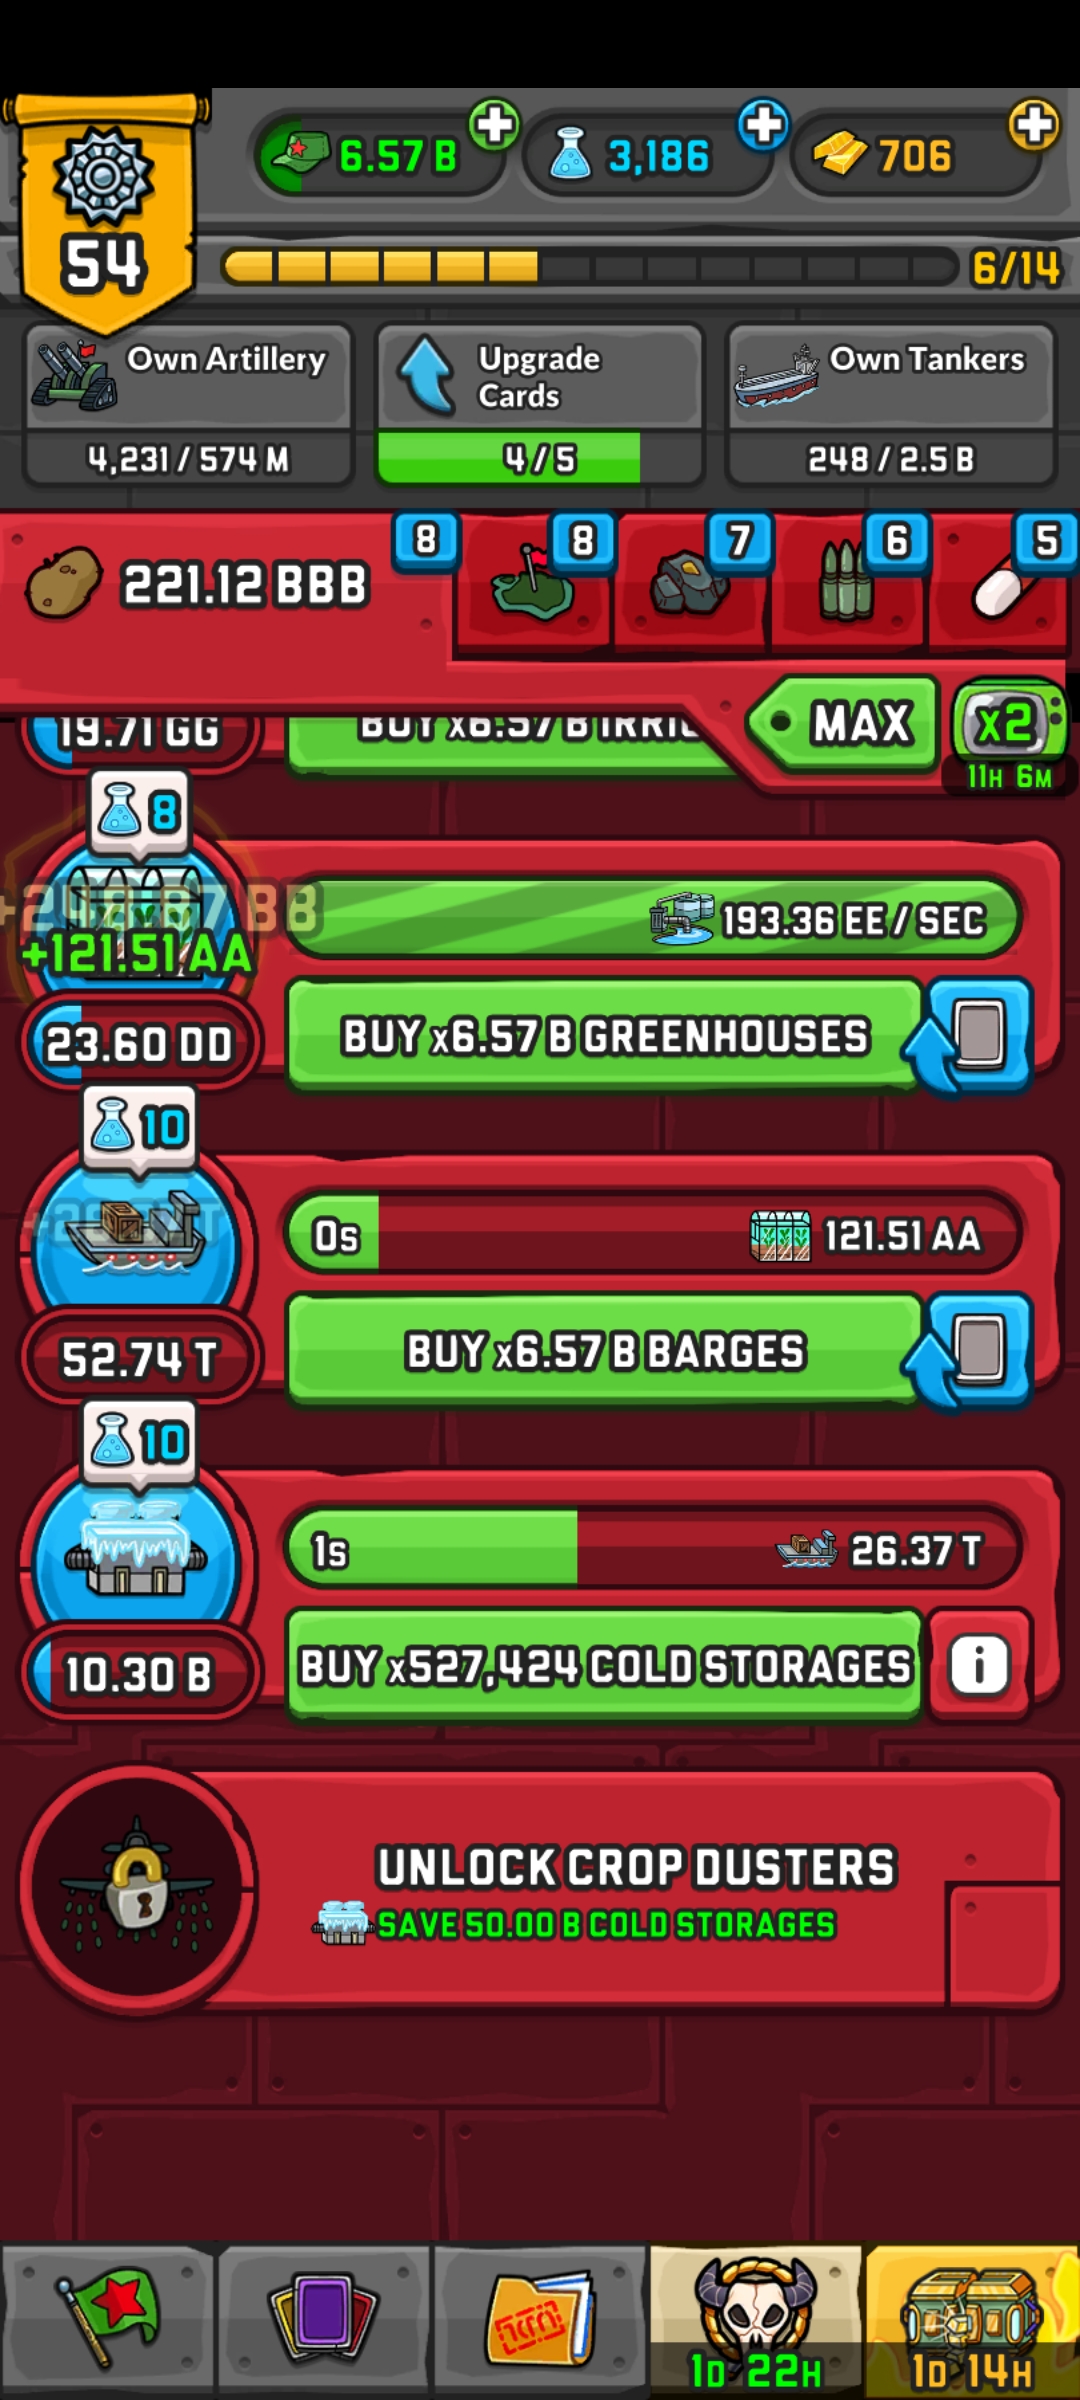 54
6.57 B
3,186
706
6/14
Own Artillery
4,231 / 574 M
Upgrade
Cards
4 / 5
Own Tankers
248 / 2.5 B
221.12 BBB
8
8
7
6
5
MAX
x2
11H 6M
19.71 GG
BUY x6.57 B IRRI
8
+121.51 AA
23.60 DD
193.36 EE / SEC
BUY x6.57 B GREENHOUSES
10
52.74 T
0s
121.51 AA
BUY x6.57 B BARGES
10
10.30 B
1s
26.37 T
BUY x527,424 COLD STORAGES
i
UNLOCK CROP DUSTERS
SAVE 50.00 B COLD STORAGES
1D 22H
1D 14H